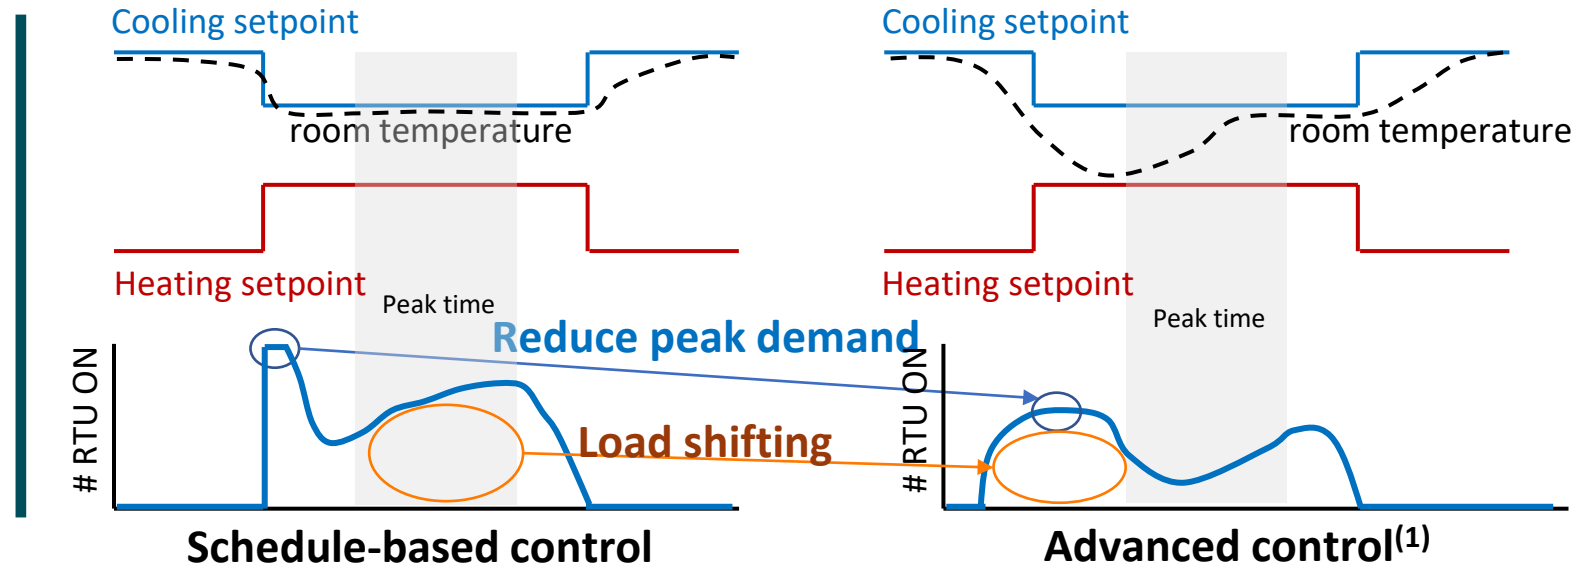 Cooling setpoint
room temperature
Heating setpoint
Peak time
# RTU ON
Schedule-based control
Reduce peak demand
Load shifting
Cooling setpoint
room temperature
Heating setpoint
Peak time
# RTU ON
Advanced control(1)